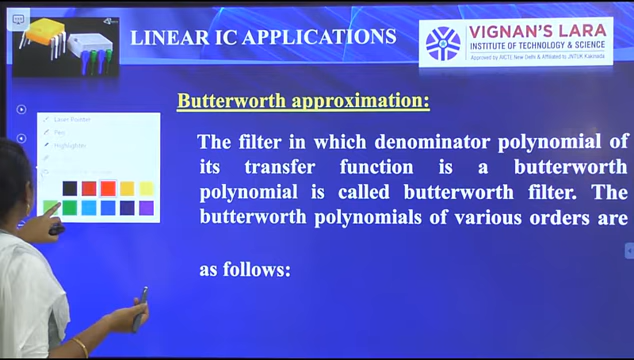 LINEAR IC APPLICATIONS
VIGNAN'S LARA
INSTITUTE OF TECHNOLOGY & SCIENCE
Approved by AICTE, New Delhi & Affiliated to JNTUK Kakinada
Butterworth approximation:
Laser Pointer
Pen
Highlighter
The filter in which denominator polynomial of
its transfer function is a butterworth
polynomial is called butterworth filter. The
butterworth polynomials of various orders are
as follows: